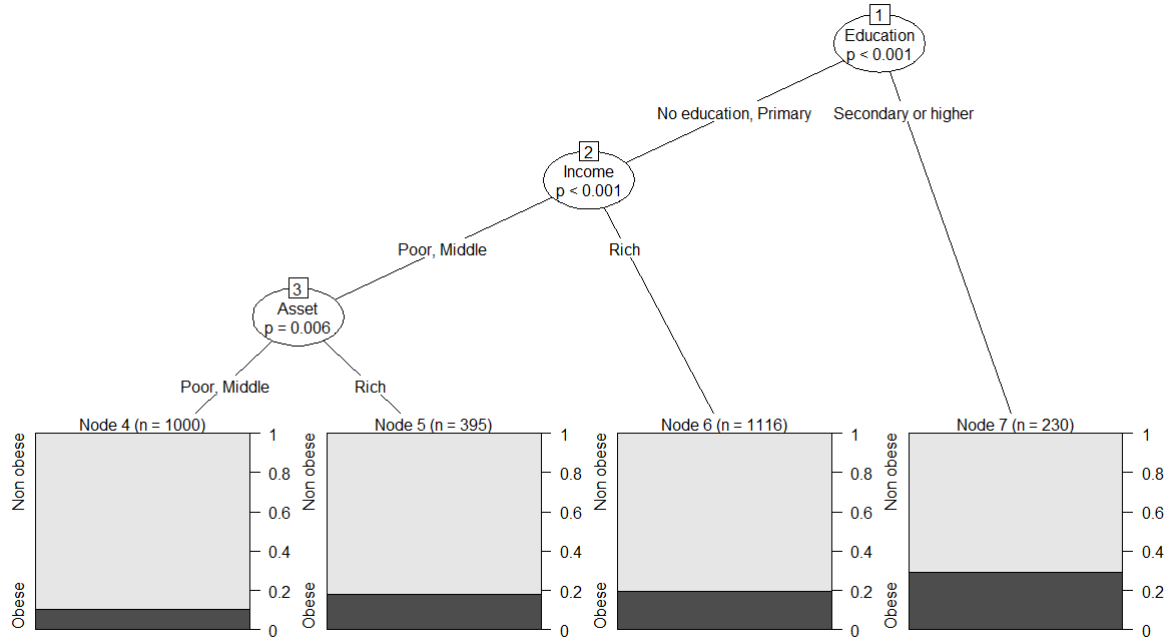 1
Education
p < 0.001
No education, Primary
Secondary or higher
2
Income
p < 0.001
Poor, Middle
Rich
3
Asset
p = 0.006
Poor, Middle
Rich
Node 4 (n = 1000)
Non obese
Obese
1
0.8
0.6
0.4
0.2
0
Node 5 (n = 395)
Non obese
Obese
1
0.8
0.6
0.4
0.2
0
Node 6 (n = 1116)
Non obese
Obese
1
0.8
0.6
0.4
0.2
0
Node 7 (n = 230)
Non obese
Obese
1
0.8
0.6
0.4
0.2
0